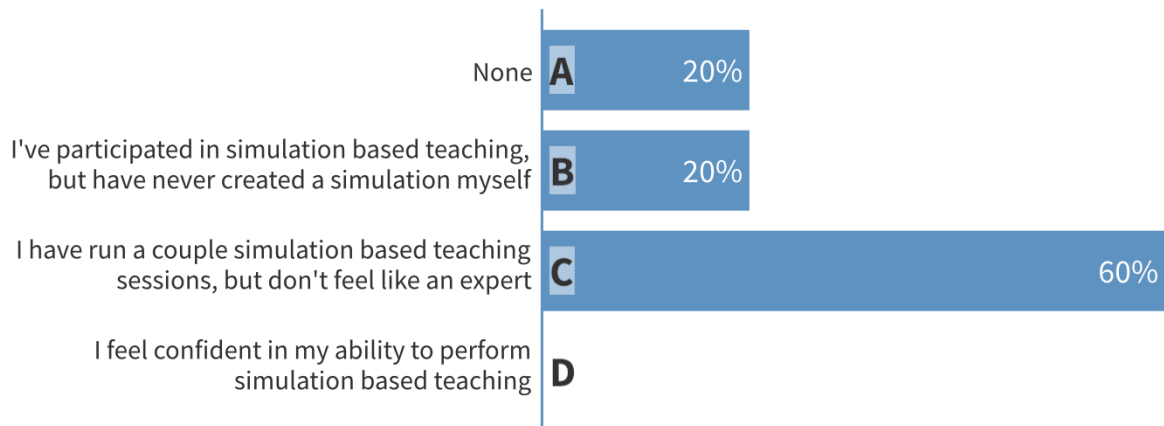 None
A
20%
I've participated in simulation based teaching,
but have never created a simulation myself
B
20%
I have run a couple simulation based teaching
sessions, but don't feel like an expert
C
60%
I feel confident in my ability to perform
simulation based teaching
D